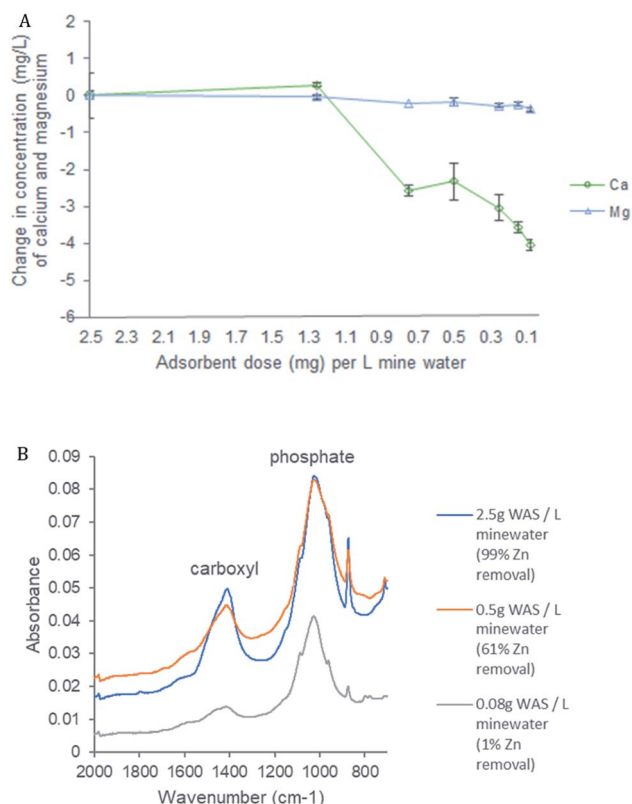 A
Change in concentration (mg/L)
of calcium and magnesium
2
1
0
-1
-2
-3
-4
-5
-6
2.5 2.3 2.1 1.9 1.7 1.5 1.3 1.1 0.9 0.7 0.5 0.3 0.1
Adsorbent dose (mg) per L mine water
Ca
Mg
B
Absorbance
0.09
0.08
0.07
0.06
0.05
0.04
0.03
0.02
0.01
0
phosphate
carboxyl
2000 1800 1600 1400 1200 1000 800
Wavenumber (cm-1)
2.5g WAS / L
minewater
(99% Zn
removal)
0.5g WAS / L
minewater
(61% Zn
removal)
0.08g WAS / L
minewater
(1% Zn
removal)